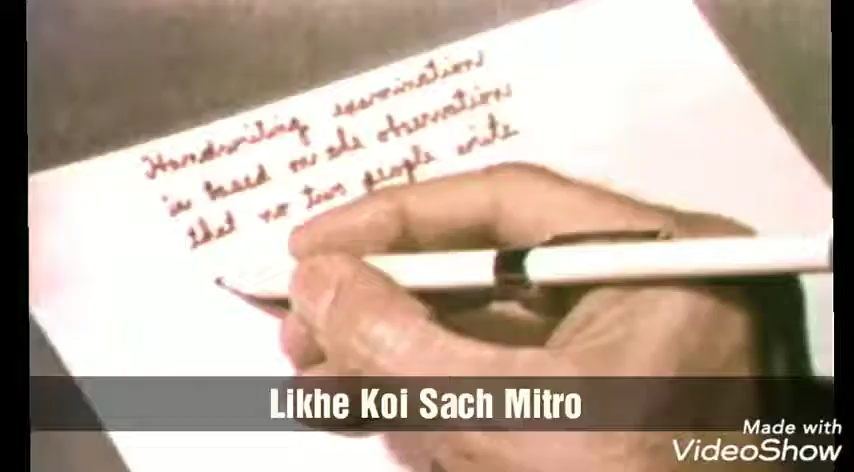 Handwriting examination
is based on the observation
that no two people write
Likhe Koi Sach Mitro
Made with
VideoShow